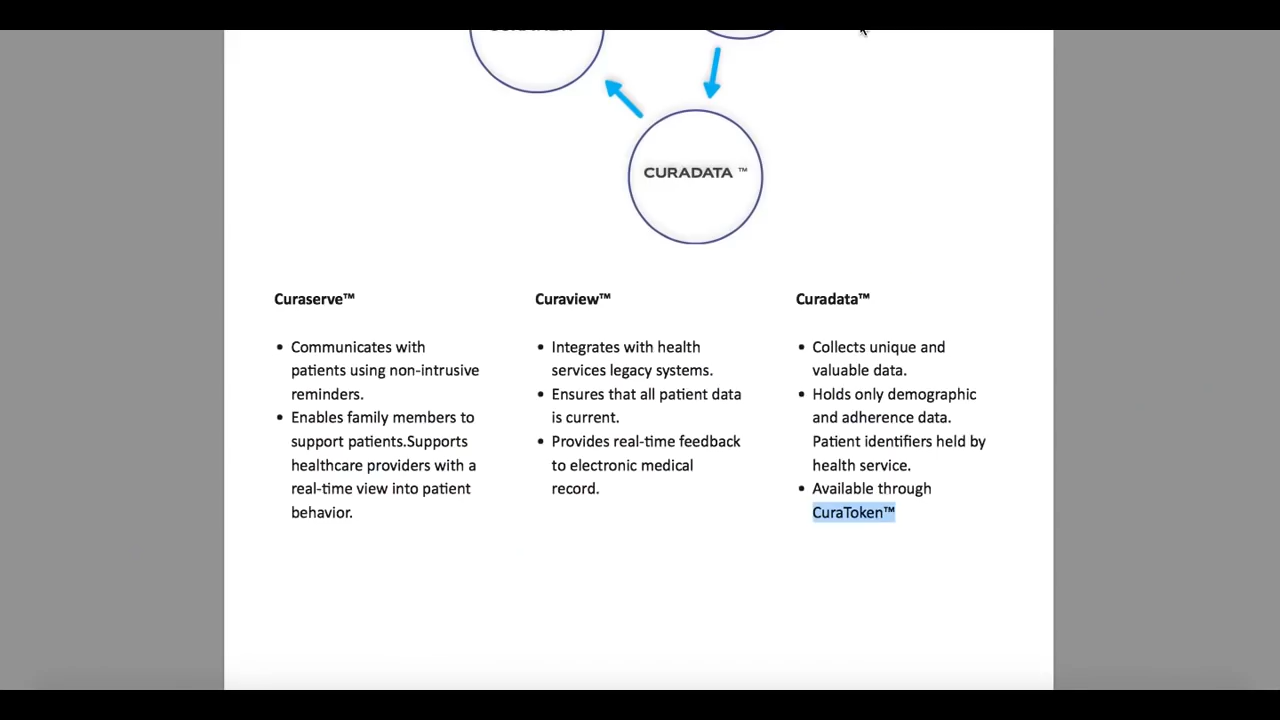 CURADATA ™
Curaserve™
• Communicates with
patients using non-intrusive
reminders.
• Enables family members to
support patients.Supports
healthcare providers with a
real-time view into patient
behavior.
Curaview™
• Integrates with health
services legacy systems.
• Ensures that all patient data
is current.
• Provides real-time feedback
to electronic medical
record.
Curadata™
• Collects unique and
valuable data.
• Holds only demographic
and adherence data.
Patient identifiers held by
health service.
• Available through
CuraToken™